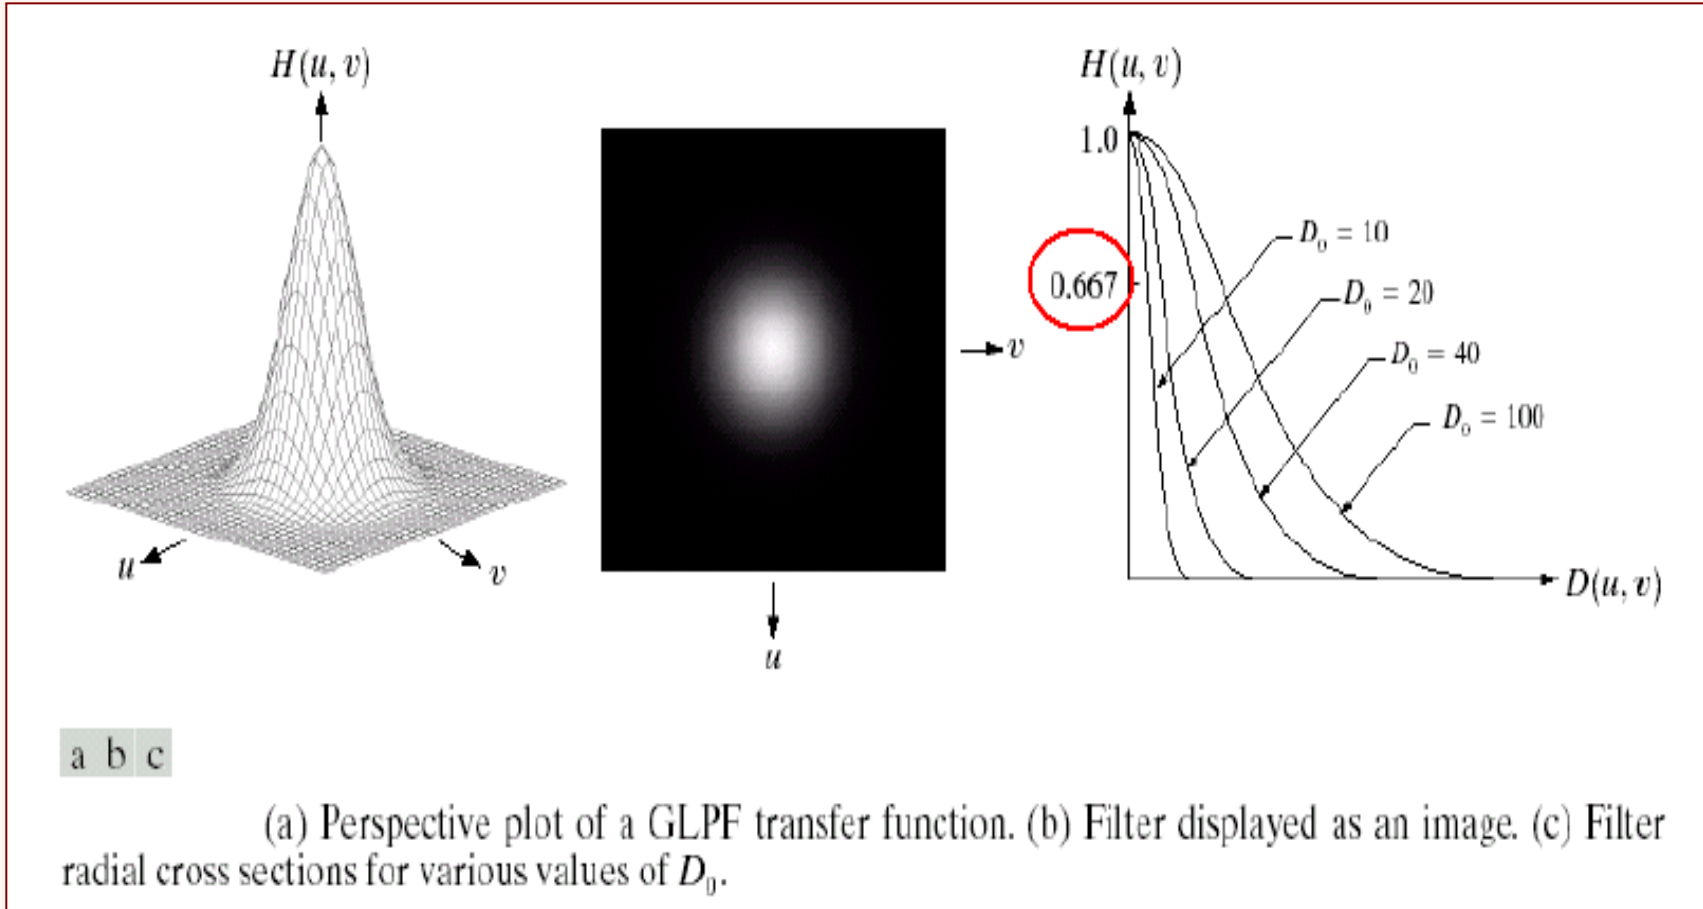 H(u, v)
u
v
v
u
H(u, v)
1.0
0.667
D₀ = 10
D₀ = 20
D₀ = 40
D₀ = 100
D(u, v)
a b c
(a) Perspective plot of a GLPF transfer function. (b) Filter displayed as an image. (c) Filter
radial cross sections for various values of D₀.